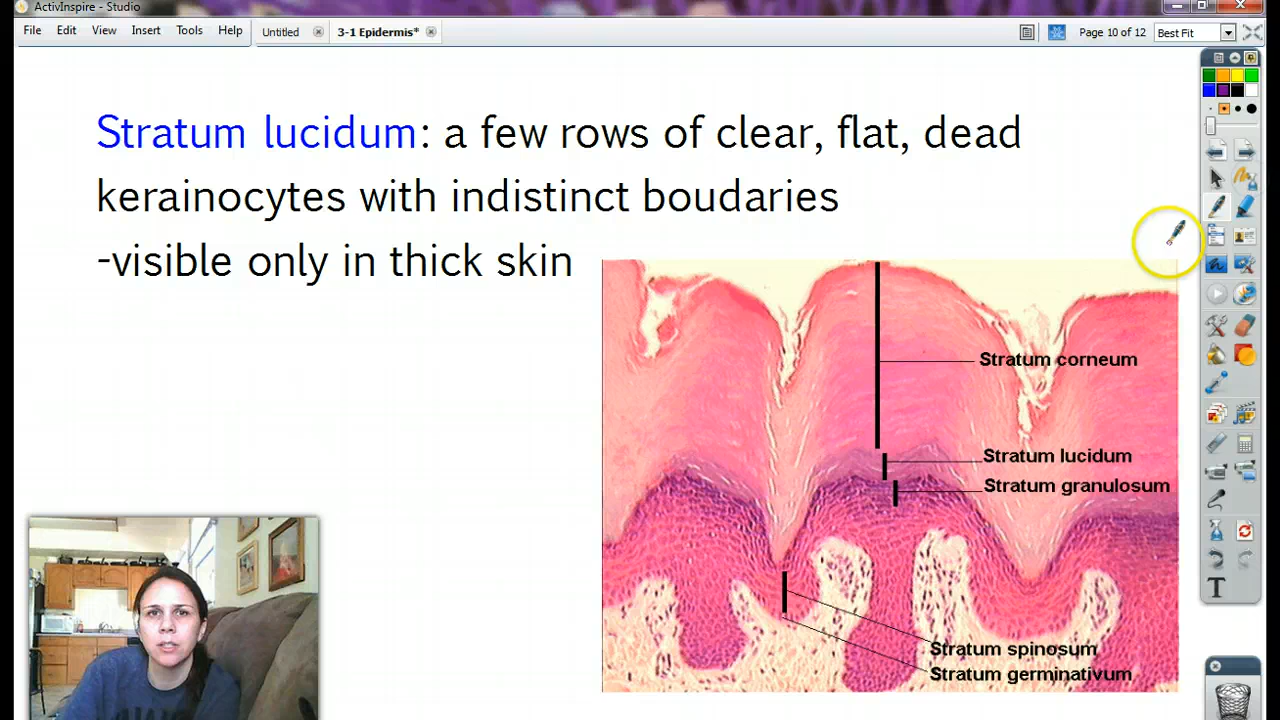 ActivInspire - Studio
File Edit View Insert Tools Help Untitled 3-1 Epidermis* Page 10 of 12 Best Fit
Stratum lucidum: a few rows of clear, flat, dead
kerainocytes with indistinct boudaries
-visible only in thick skin
Stratum corneum
Stratum lucidum
Stratum granulosum
Stratum spinosum
Stratum germinativum
T